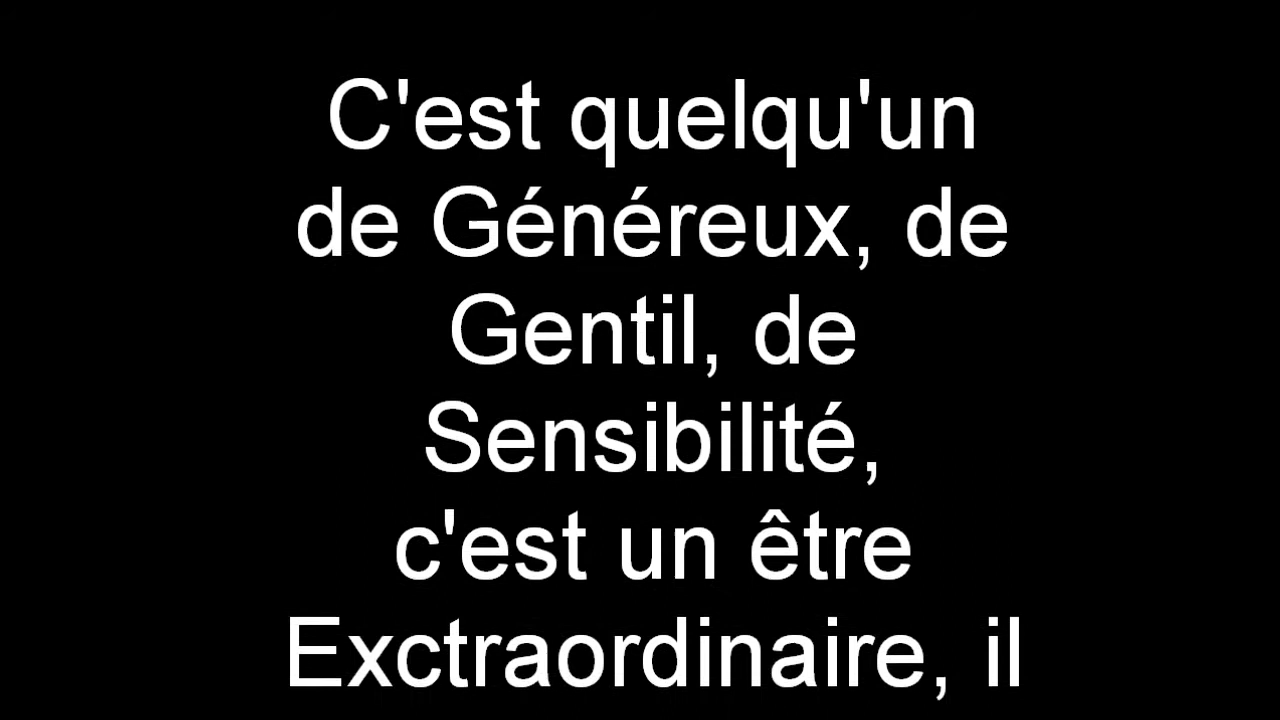 C'est quelqu'un
de Généreux, de
Gentil, de
Sensibilité,
c'est un être
Exctraordinaire, il